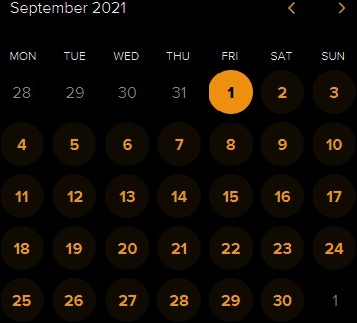 September 2021
MON TUE WED THU FRI SAT SUN
28 29 30 31 1 2 3
4 5 6 7 8 9 10
11 12 13 14 15 16 17
18 19 20 21 22 23 24
25 26 27 28 29 30 1